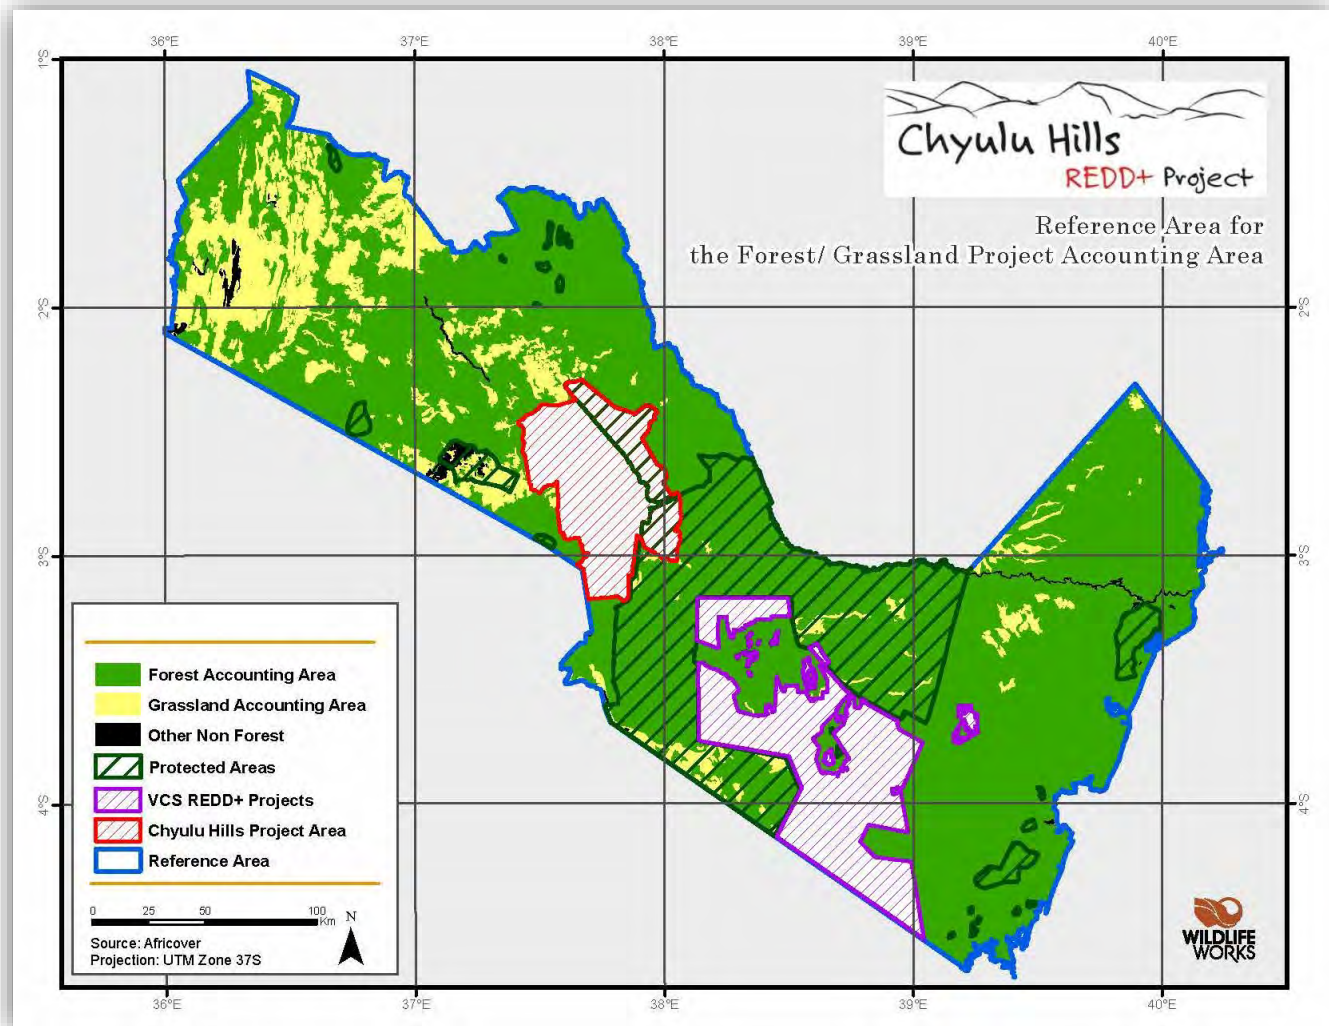 36°E 37°E 38°E 39°E 40°E
1°S
Chyulu Hills
REDD+ Project
Reference Area for
the Forest/ Grassland Project Accounting Area
2°S 2°S
3°S 3°S
Forest Accounting Area
Grassland Accounting Area
Other Non Forest
Protected Areas
VCS REDD+ Projects
Chyulu Hills Project Area
Reference Area
4°S 4°S
0 25 50 100
Km
N
Source: Africover
Projection: UTM Zone 37S
WILDLIFE
WORKS
36°E 37°E 38°E 39°E 40°E